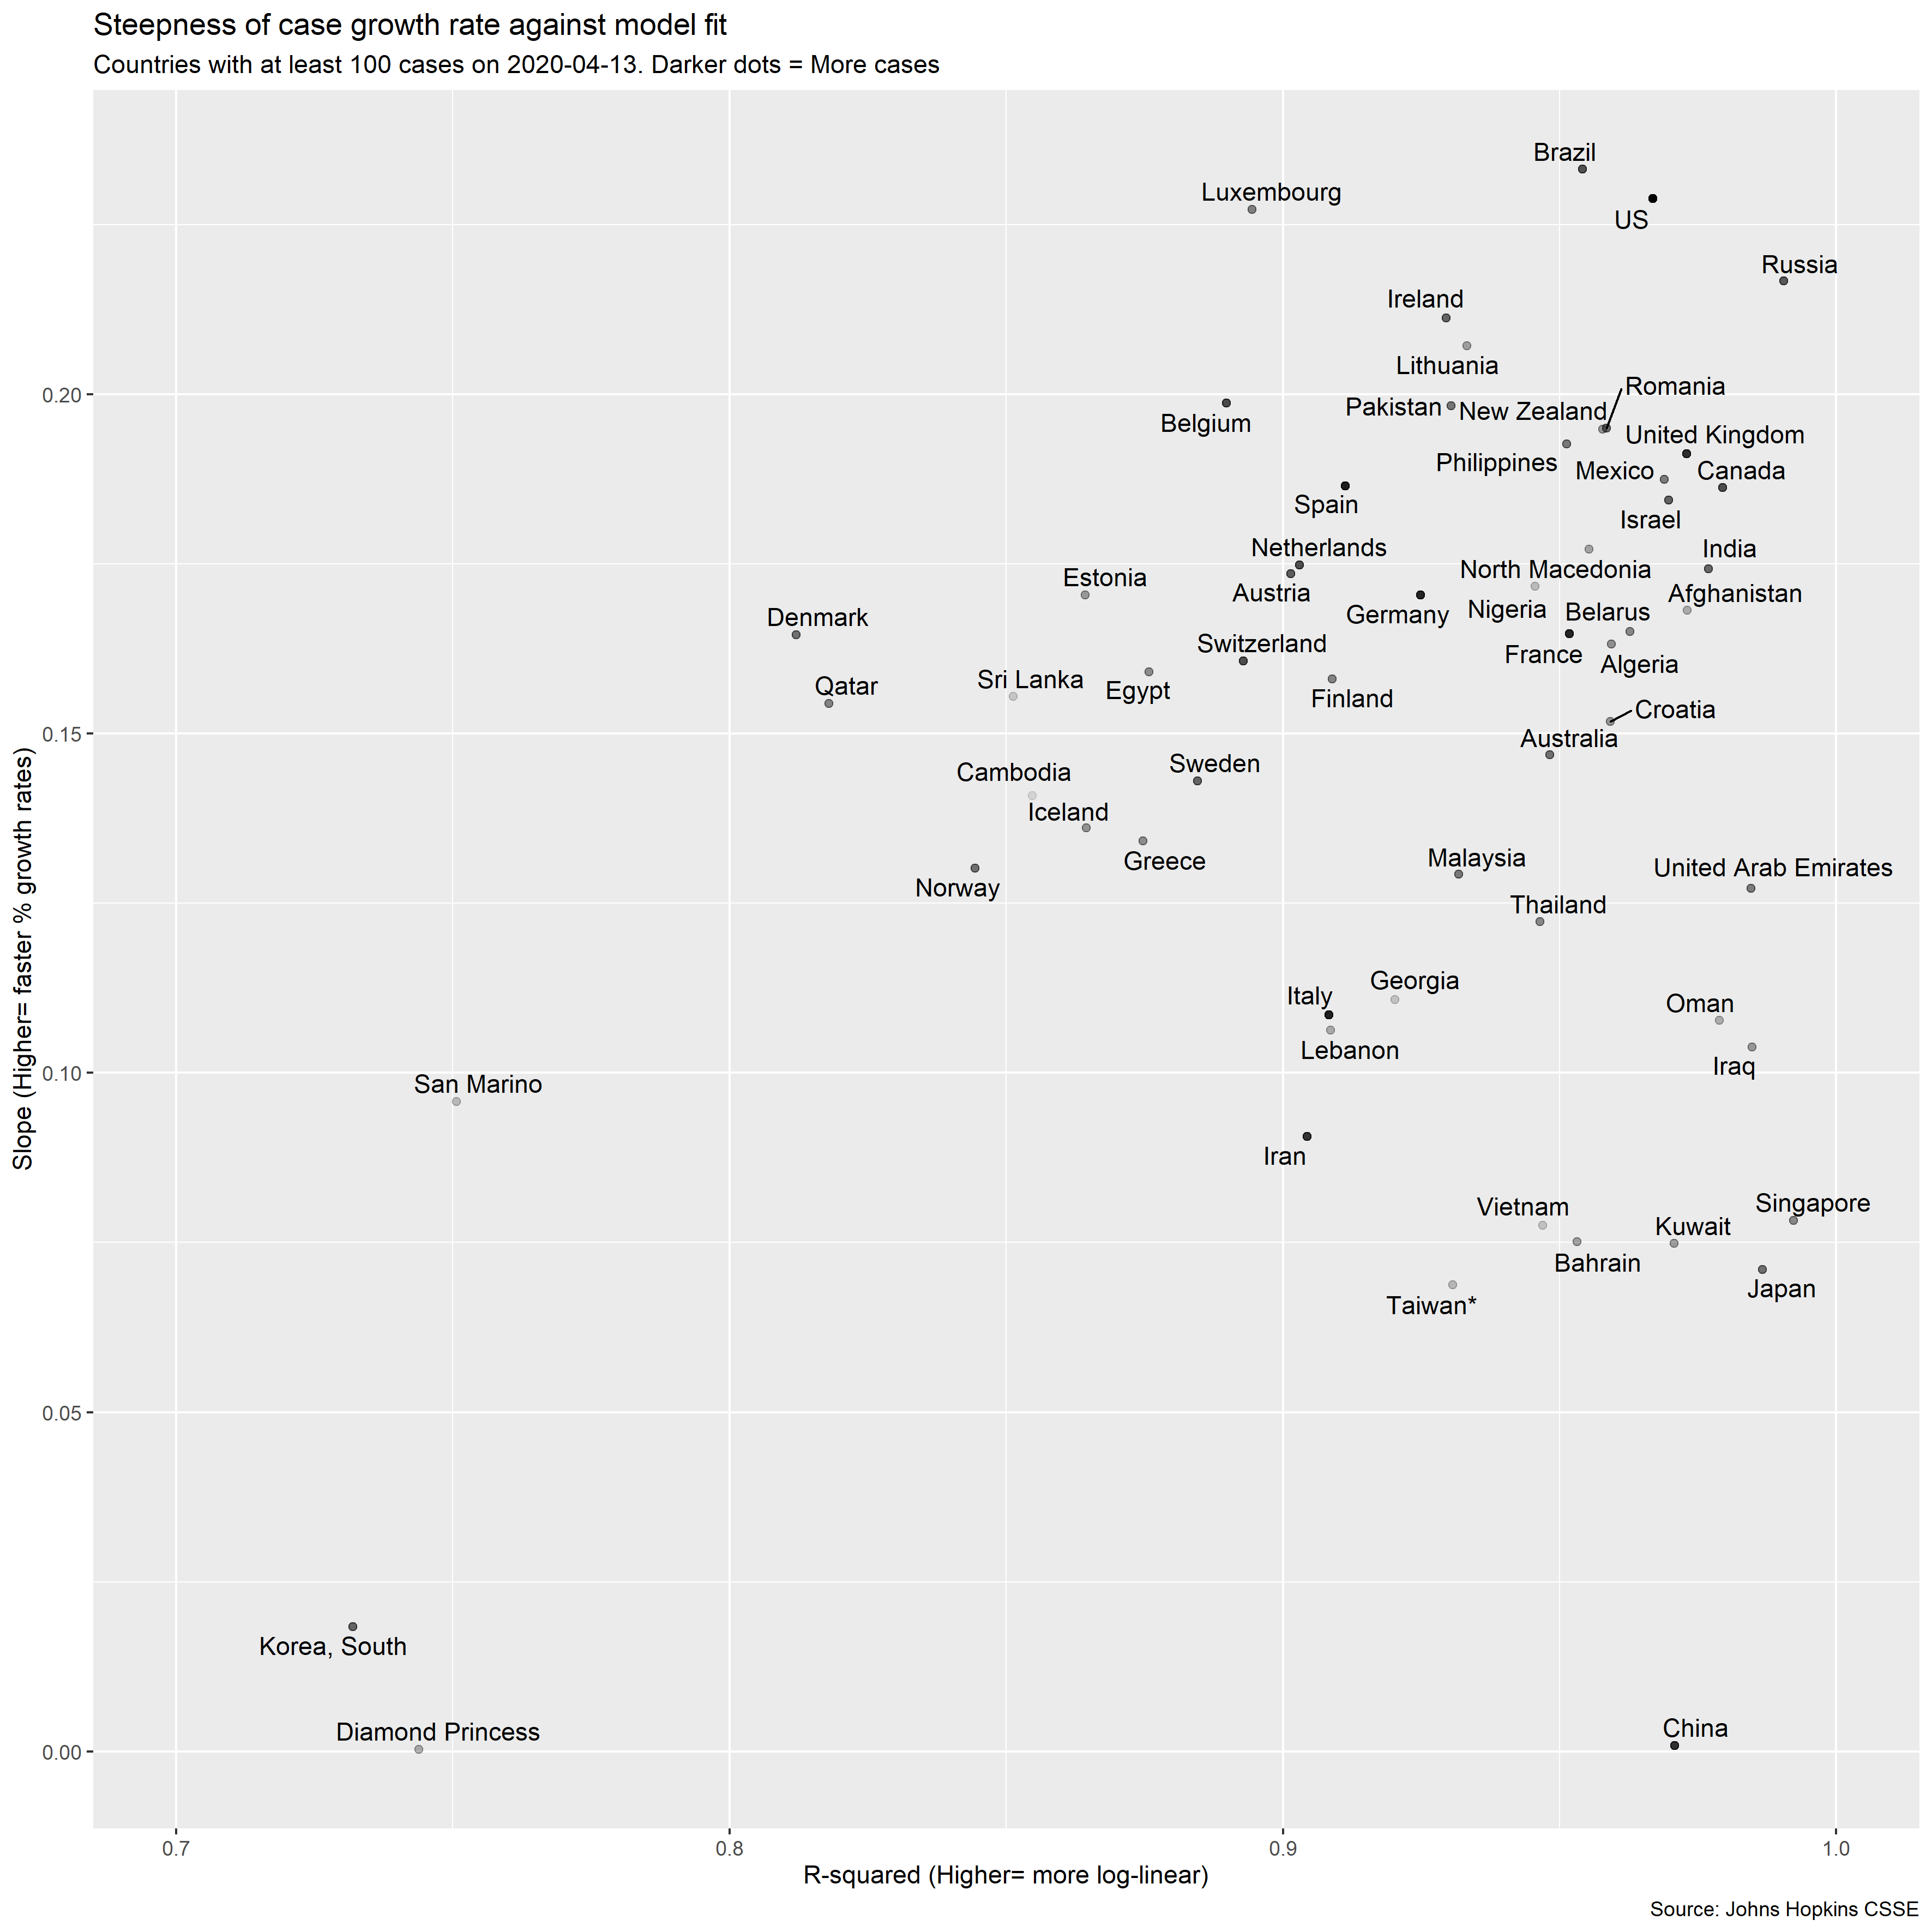 Steepness of case growth rate against model fit
Countries with at least 100 cases on 2020-04-13. Darker dots = More cases
Brazil
Luxembourg
US
Russia
Ireland
Lithuania
Romania
Pakistan
New Zealand
Belgium
United Kingdom
Philippines
Mexico
Canada
Spain
Israel
Netherlands
India
North Macedonia
Estonia
Austria
Afghanistan
Nigeria
Belarus
Germany
Denmark
Switzerland
France
Algeria
Sri Lanka
Qatar
Egypt
Finland
Croatia
Australia
Sweden
Cambodia
Iceland
Greece
Malaysia
United Arab Emirates
Norway
Thailand
Georgia
Italy
Oman
Lebanon
Iraq
San Marino
Iran
Vietnam
Singapore
Kuwait
Bahrain
Japan
Taiwan*
Korea, South
Diamond Princess
China
0.20
0.15
0.10
0.05
0.00
Slope (Higher= faster % growth rates)
0.7
0.8
0.9
1.0
R-squared (Higher= more log-linear)
Source: Johns Hopkins CSSE